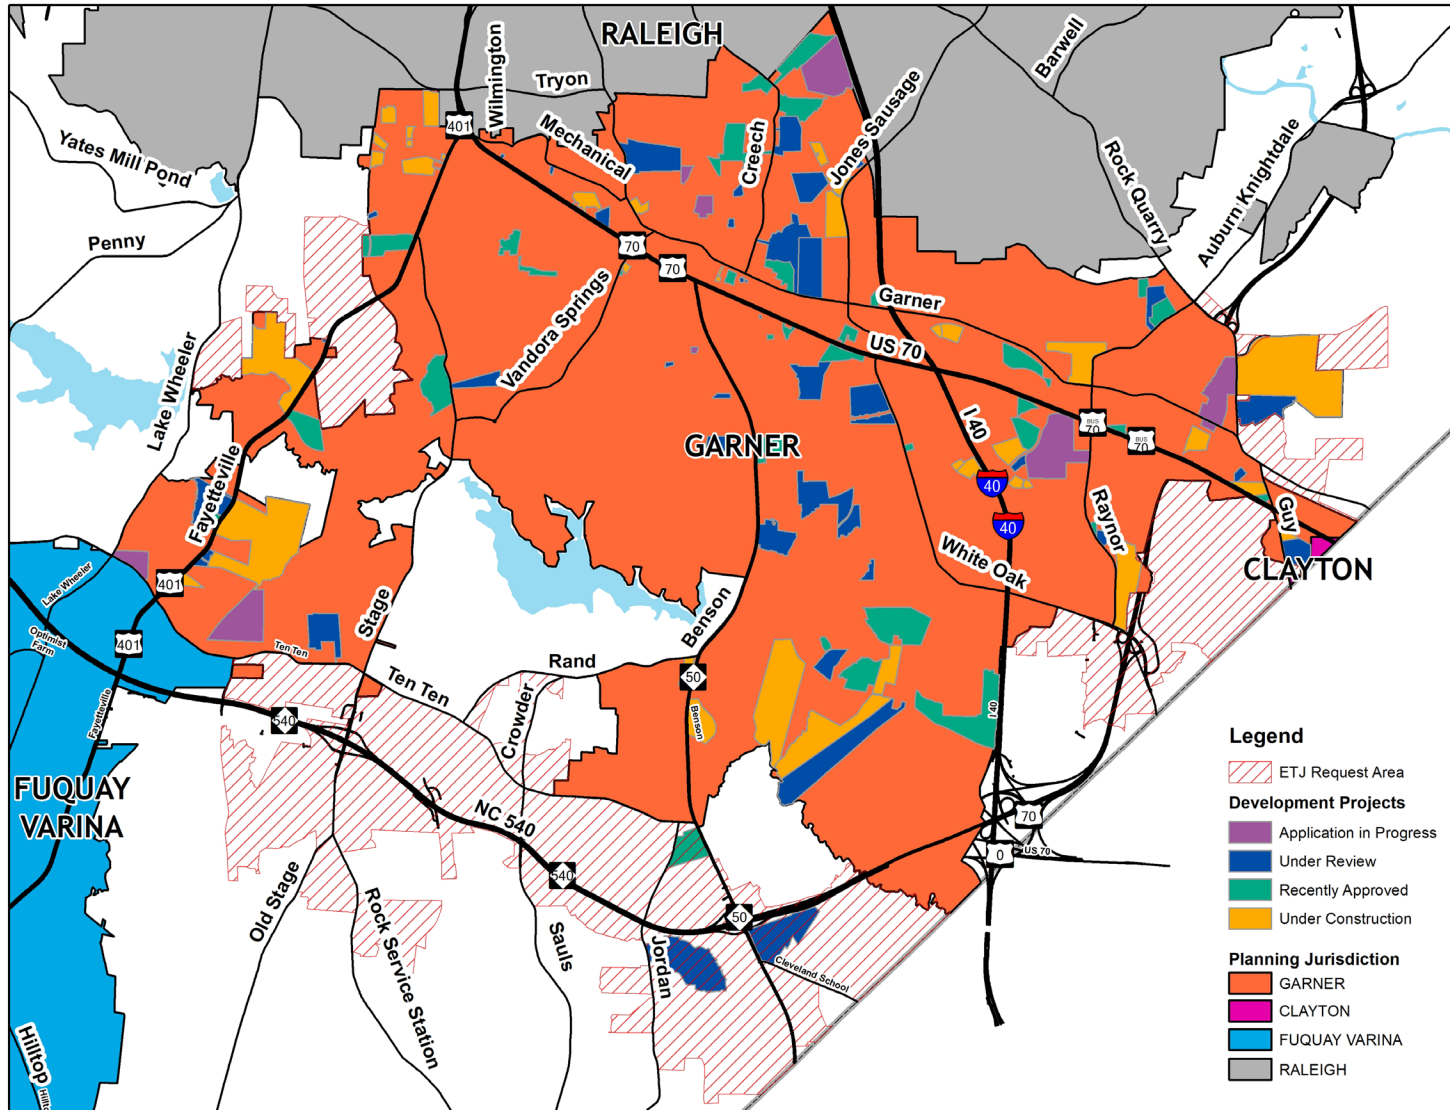 RALEIGH
Wilmington
Tryon
Barwell
401
Mechanical
Creech
Jones Sausage
Yates Mill Pond
Rock Quarry
Auburn Knightdale
Penny
70
70
Garner
Vandora Springs
US 70
Lake Wheeler
I 40
BUS
70
BUS
70
GARNER
Fayetteville
40
40
Raynor
Guy
White Oak
CLAYTON
Lake Wheeler
401
Optimist
Farm
401
Stage
Benson
Ten Ten
Rand
Ten Ten
50
Crowder
Benson
I 40
Fayetteville
540
FUQUAY
VARINA
NC 540
70
0
US 70
540
Old Stage
Rock Service Station
Sauls
Jordan
50
Cleveland School
Hilltop
Legend
ETJ Request Area
Development Projects
Application in Progress
Under Review
Recently Approved
Under Construction
Planning Jurisdiction
GARNER
CLAYTON
FUQUAY VARINA
RALEIGH